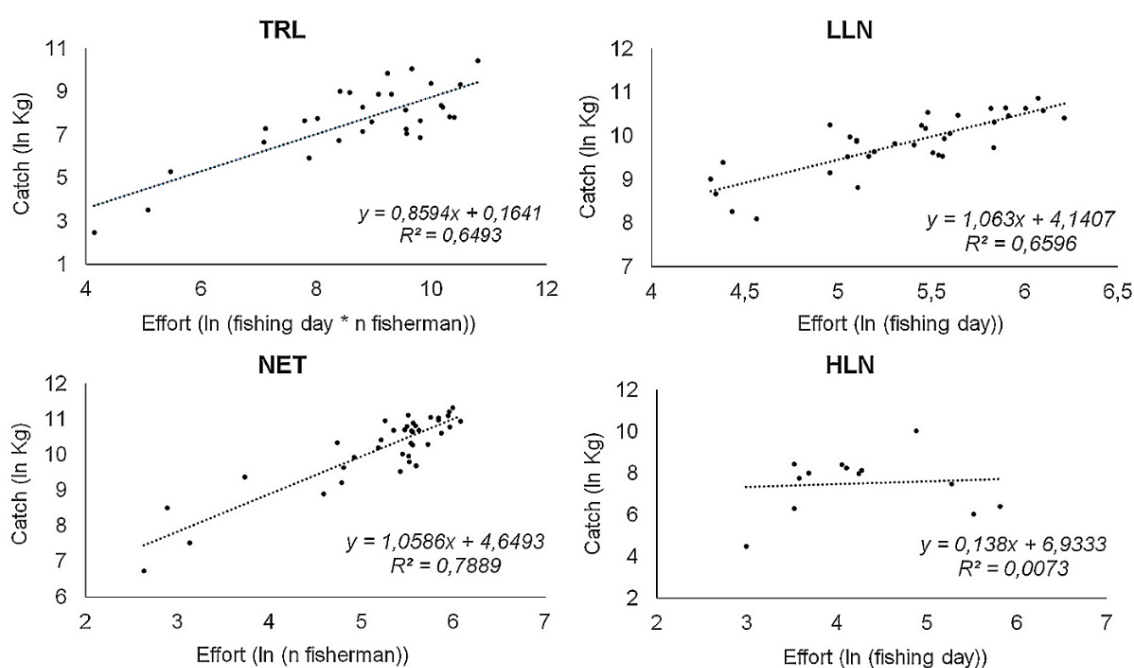 TRL
11
9
7
5
3
1
Catch (ln Kg)
y = 0,8594x + 0,1641
R² = 0,6493
4 6 8 10 12
Effort (ln (fishing day * n fisherman))
LLN
12
11
10
9
8
7
Catch (ln Kg)
y = 1,063x + 4,1407
R² = 0,6596
4 4,5 5 5,5 6 6,5
Effort (ln (fishing day))
NET
12
11
10
9
8
7
6
Catch (ln Kg)
y = 1,0586x + 4,6493
R² = 0,7889
2 3 4 5 6 7
Effort (ln (n fisherman))
HLN
12
10
8
6
4
2
Catch (ln Kg)
y = 0,138x + 6,9333
R² = 0,0073
2 3 4 5 6 7
Effort (ln (fishing day))